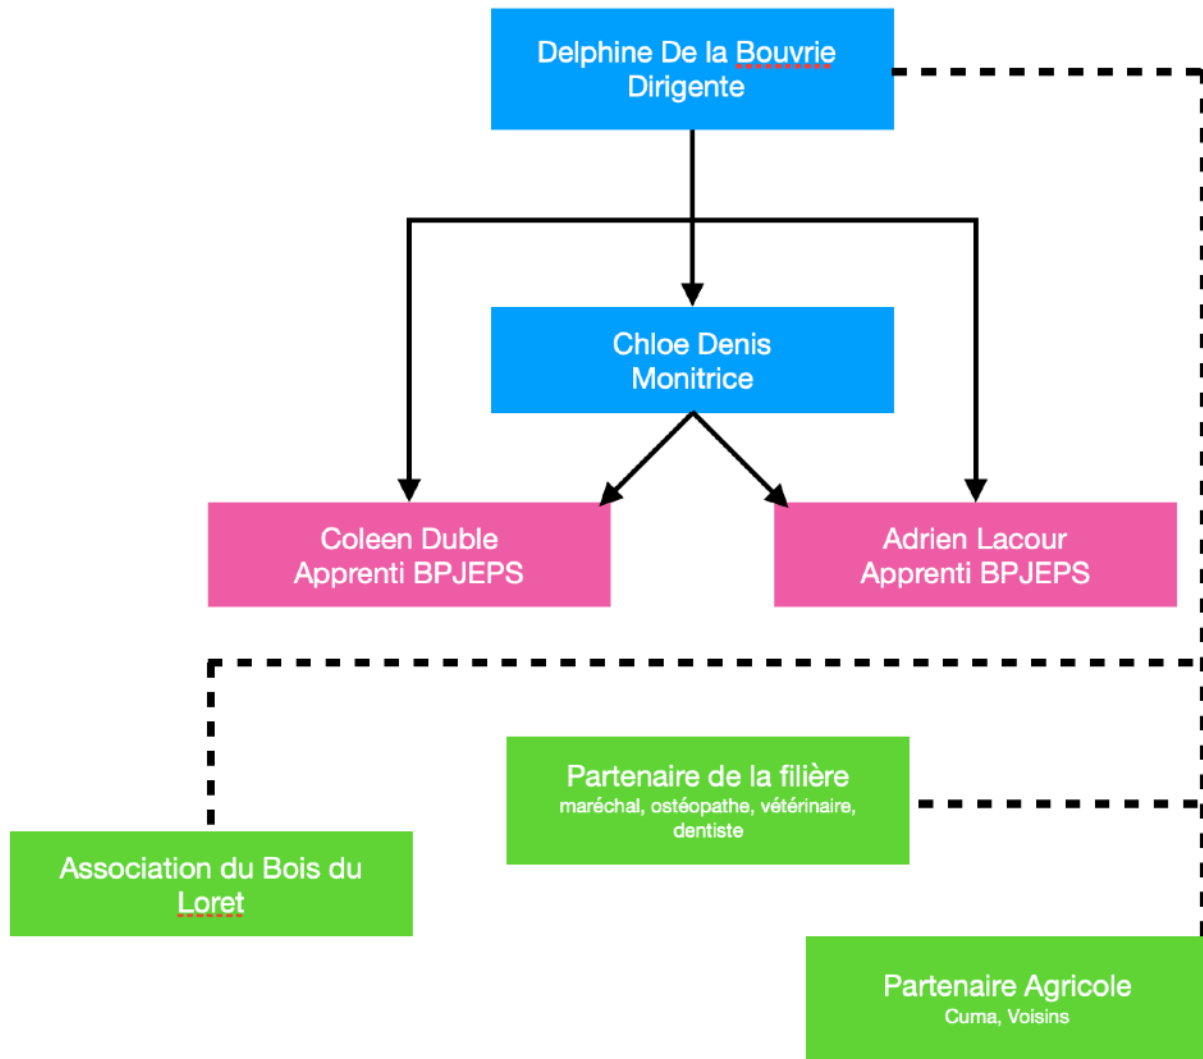 Delphine De la Bouvrie
Dirigente
Chloe Denis
Monitrice
Coleen Duble
Apprenti BPJEPS
Adrien Lacour
Apprenti BPJEPS
Partenaire de la filière
maréchal, ostéopathe, vétérinaire,
dentiste
Association du Bois du
Loret
Partenaire Agricole
Cuma, Voisins